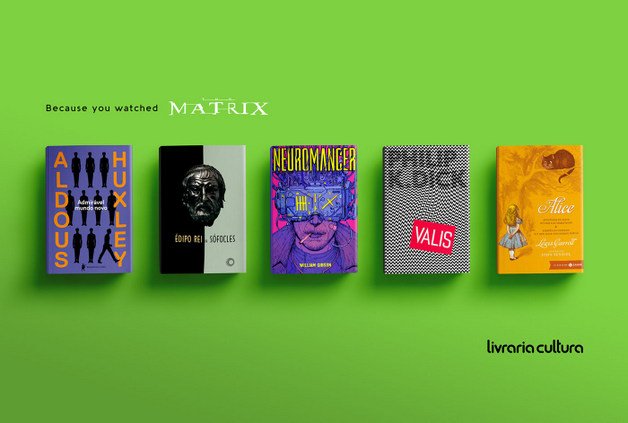 Because you watched MATRIX
ALDOUS
HUXLEY
Admirável
mundo novo
ÉDIPO REI
SÓFOCLES
NEUROMANCER
WILLIAM GIBSON
PHILIP
K. DICK
VALIS
Alice
Lewis Carroll
livraria cultura